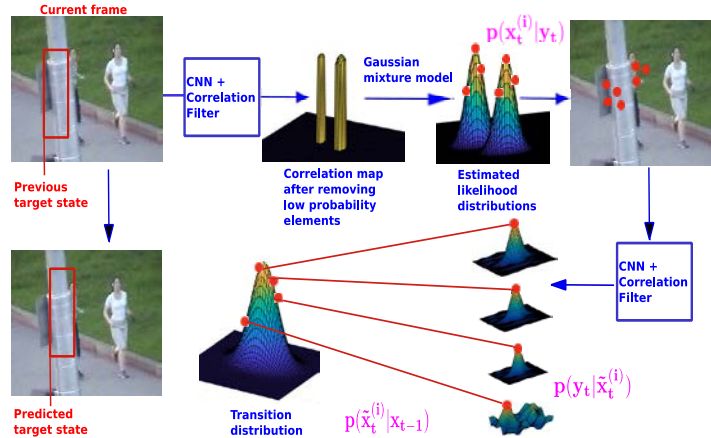 Current frame
CNN +
Correlation
Filter
Gaussian
mixture model
p(x_t^{(i)}|y_t)
Previous
target state
Correlation map
after removing
low probability
elements
Estimated
likelihood
distributions
CNN +
Correlation
Filter
Predicted
target state
Transition
distribution
p(x̃_t^{(i)}|x_{t−1})
p(y_t|x̃_t^{(i)})